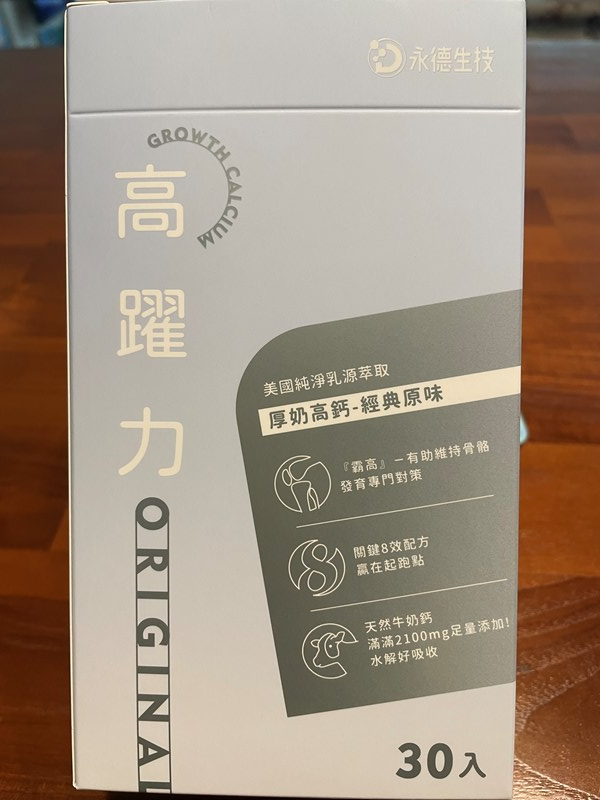 永德生技
GROWTH CALCIUM
高躍力
ORIGINAL
美國純淨乳源萃取
厚奶高鈣-經典原味
『霸高』－有助維持骨骼
發育專門對策
關鍵8效配方
贏在起跑點
天然牛奶鈣
滿滿2100mg足量添加!
水解好吸收
30入